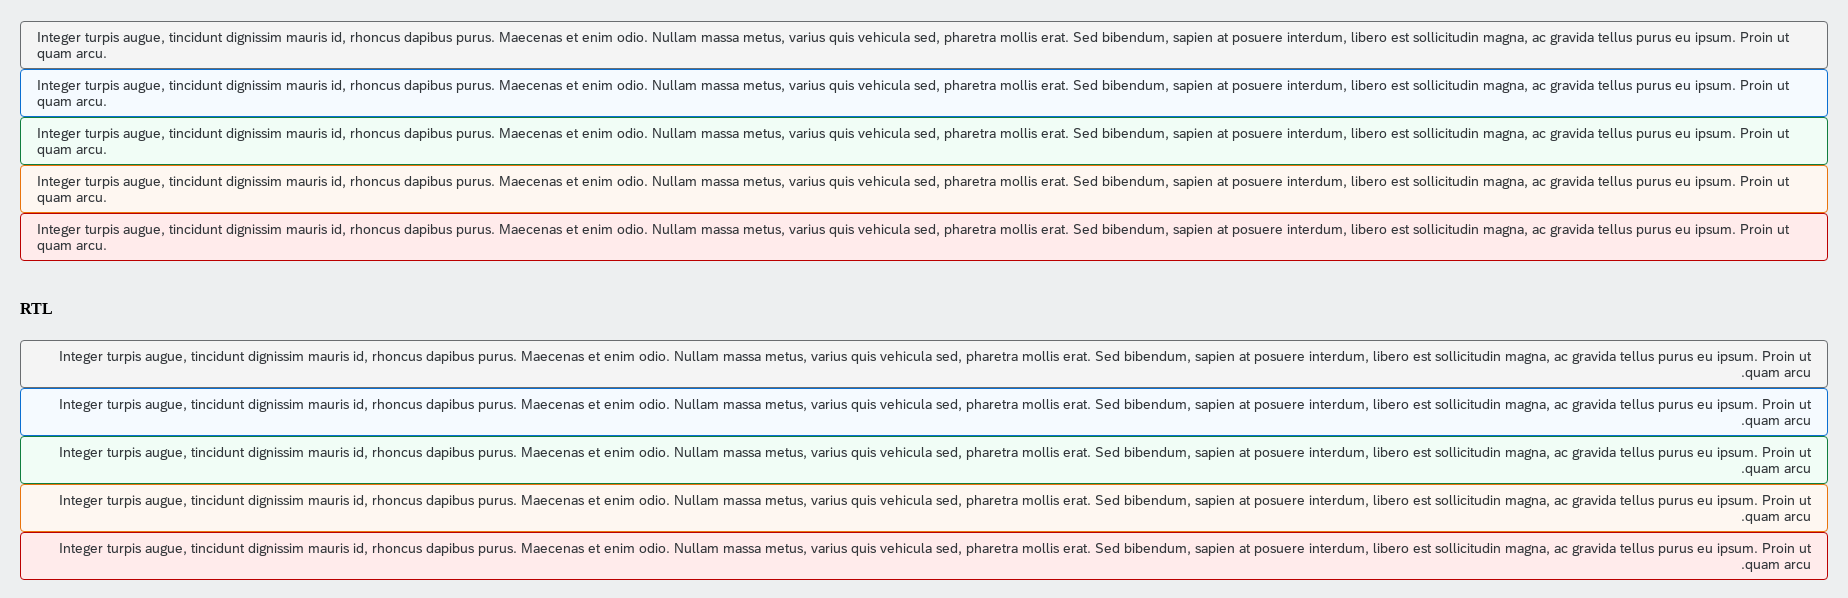 Integer turpis augue, tincidunt dignissim mauris id, rhoncus dapibus purus. Maecenas et enim odio. Nullam massa metus, varius quis vehicula sed, pharetra mollis erat. Sed bibendum, sapien at posuere interdum, libero est sollicitudin magna, ac gravida tellus purus eu ipsum. Proin ut
quam arcu.
Integer turpis augue, tincidunt dignissim mauris id, rhoncus dapibus purus. Maecenas et enim odio. Nullam massa metus, varius quis vehicula sed, pharetra mollis erat. Sed bibendum, sapien at posuere interdum, libero est sollicitudin magna, ac gravida tellus purus eu ipsum. Proin ut
quam arcu.
Integer turpis augue, tincidunt dignissim mauris id, rhoncus dapibus purus. Maecenas et enim odio. Nullam massa metus, varius quis vehicula sed, pharetra mollis erat. Sed bibendum, sapien at posuere interdum, libero est sollicitudin magna, ac gravida tellus purus eu ipsum. Proin ut
quam arcu.
Integer turpis augue, tincidunt dignissim mauris id, rhoncus dapibus purus. Maecenas et enim odio. Nullam massa metus, varius quis vehicula sed, pharetra mollis erat. Sed bibendum, sapien at posuere interdum, libero est sollicitudin magna, ac gravida tellus purus eu ipsum. Proin ut
quam arcu.
Integer turpis augue, tincidunt dignissim mauris id, rhoncus dapibus purus. Maecenas et enim odio. Nullam massa metus, varius quis vehicula sed, pharetra mollis erat. Sed bibendum, sapien at posuere interdum, libero est sollicitudin magna, ac gravida tellus purus eu ipsum. Proin ut
quam arcu.
RTL
Integer turpis augue, tincidunt dignissim mauris id, rhoncus dapibus purus. Maecenas et enim odio. Nullam massa metus, varius quis vehicula sed, pharetra mollis erat. Sed bibendum, sapien at posuere interdum, libero est sollicitudin magna, ac gravida tellus purus eu ipsum. Proin ut
.quam arcu
Integer turpis augue, tincidunt dignissim mauris id, rhoncus dapibus purus. Maecenas et enim odio. Nullam massa metus, varius quis vehicula sed, pharetra mollis erat. Sed bibendum, sapien at posuere interdum, libero est sollicitudin magna, ac gravida tellus purus eu ipsum. Proin ut
.quam arcu
Integer turpis augue, tincidunt dignissim mauris id, rhoncus dapibus purus. Maecenas et enim odio. Nullam massa metus, varius quis vehicula sed, pharetra mollis erat. Sed bibendum, sapien at posuere interdum, libero est sollicitudin magna, ac gravida tellus purus eu ipsum. Proin ut
.quam arcu
Integer turpis augue, tincidunt dignissim mauris id, rhoncus dapibus purus. Maecenas et enim odio. Nullam massa metus, varius quis vehicula sed, pharetra mollis erat. Sed bibendum, sapien at posuere interdum, libero est sollicitudin magna, ac gravida tellus purus eu ipsum. Proin ut
.quam arcu
Integer turpis augue, tincidunt dignissim mauris id, rhoncus dapibus purus. Maecenas et enim odio. Nullam massa metus, varius quis vehicula sed, pharetra mollis erat. Sed bibendum, sapien at posuere interdum, libero est sollicitudin magna, ac gravida tellus purus eu ipsum. Proin ut
.quam arcu